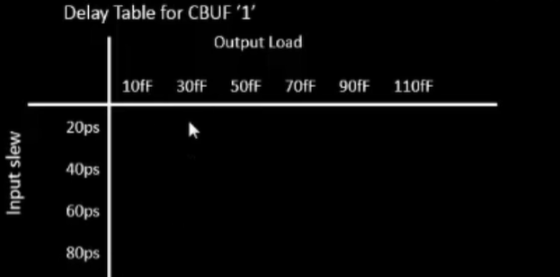 Delay Table for CBUF '1'
Output Load
10fF 30fF 50fF 70fF 90fF 110fF
Input slew
20ps
40ps
60ps
80ps